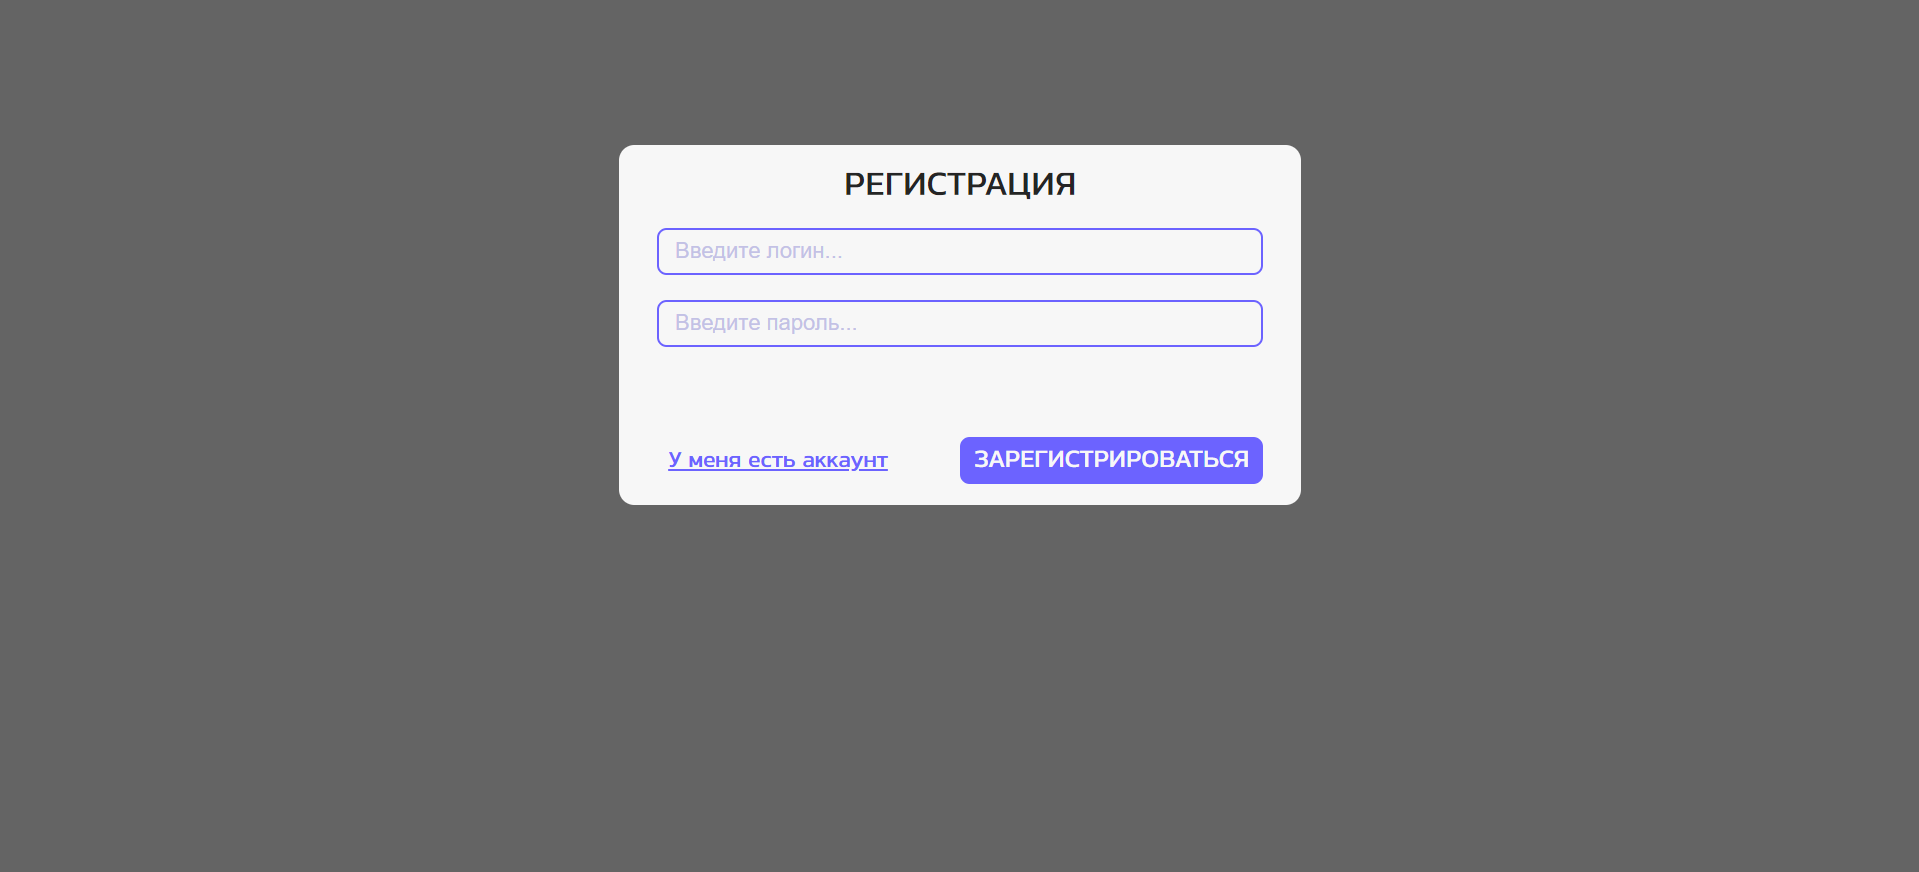 РЕГИСТРАЦИЯ
Введите логин...
Введите пароль...
У меня есть аккаунт
ЗАРЕГИСТРИРОВАТЬСЯ